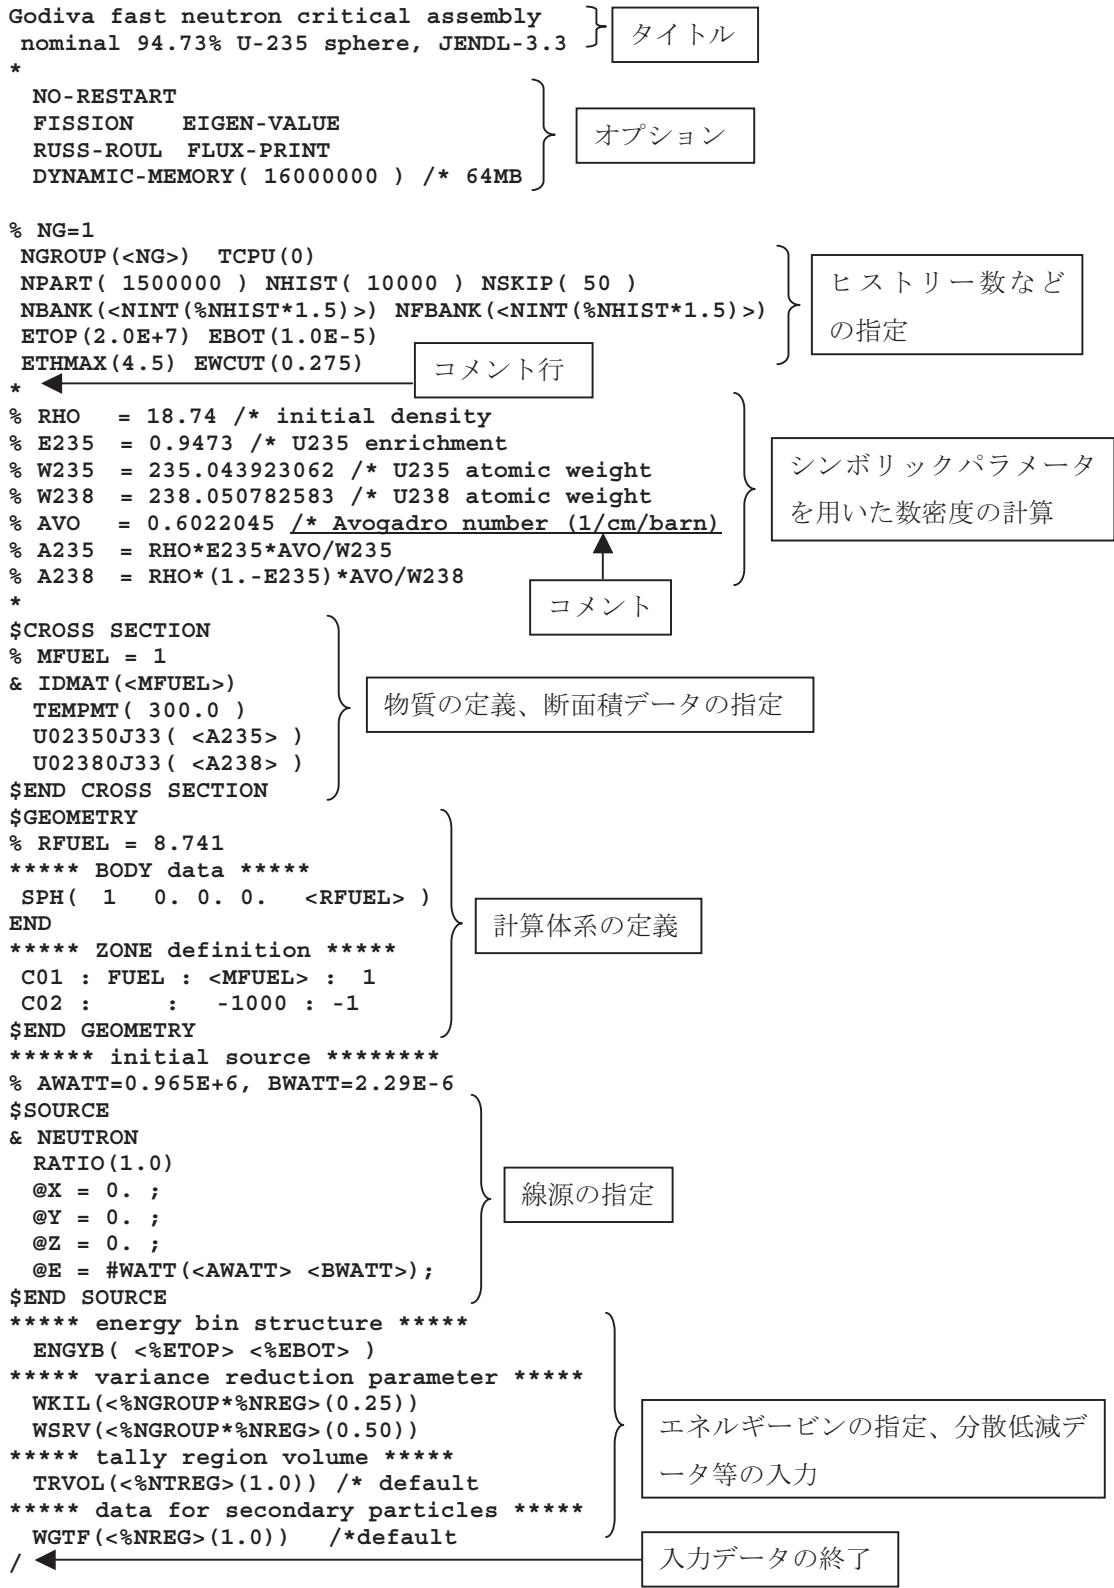 Godiva fast neutron critical assembly
nominal 94.73% U-235 sphere, JENDL-3.3
タイトル
*
NO-RESTART
FISSION EIGEN-VALUE
RUSS-ROUL FLUX-PRINT
DYNAMIC-MEMORY( 16000000 ) /* 64MB
オプション
% NG=1
NGROUP(<NG>) TCPU(0)
NPART( 1500000 ) NHIST( 10000 ) NSKIP( 50 )
NBANK(<NINT(%NHIST*1.5)>) NFBANK(<NINT(%NHIST*1.5)>)
ETOP(2.0E+7) EBOT(1.0E-5)
ETHMAX(4.5) EWCUT(0.275)
ヒストリー数など
の指定
*
コメント行
% RHO = 18.74 /* initial density
% E235 = 0.9473 /* U235 enrichment
% W235 = 235.043923062 /* U235 atomic weight
% W238 = 238.050782583 /* U238 atomic weight
% AVO = 0.6022045 /* Avogadro number (1/cm/barn)
% A235 = RHO*E235*AVO/W235
% A238 = RHO*(1.-E235)*AVO/W238
シンボリックパラメータ
を用いた数密度の計算
コメント
*
$CROSS SECTION
% MFUEL = 1
& IDMAT(<MFUEL>)
TEMPMT( 300.0 )
U02350J33( <A235> )
U02380J33( <A238> )
$END CROSS SECTION
物質の定義、断面積データの指定
$GEOMETRY
% RFUEL = 8.741
***** BODY data *****
SPH( 1 0. 0. 0. <RFUEL> )
END
***** ZONE definition *****
C01 : FUEL : <MFUEL> : 1
C02 : : -1000 : -1
$END GEOMETRY
計算体系の定義
****** initial source ********
% AWATT=0.965E+6, BWATT=2.29E-6
$SOURCE
& NEUTRON
RATIO(1.0)
@X = 0. ;
@Y = 0. ;
@Z = 0. ;
@E = #WATT(<AWATT> <BWATT>);
$END SOURCE
線源の指定
***** energy bin structure *****
ENGYB( <%ETOP> <%EBOT> )
***** variance reduction parameter *****
WKIL(<%NGROUP*%NREG>(0.25))
WSRV(<%NGROUP*%NREG>(0.50))
***** tally region volume *****
TRVOL(<%NTREG>(1.0)) /* default
***** data for secondary particles *****
WGTF(<%NREG>(1.0)) /*default
エネルギービンの指定、分散低減デ
ータ等の入力
/
入力データの終了